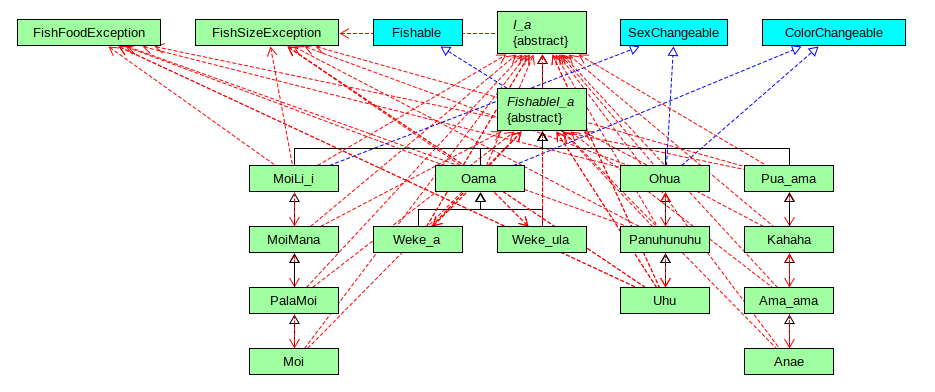 FishFoodException
FishSizeException
Fishable
I_a
{abstract}
SexChangeable
ColorChangeable
FishableI_a
{abstract}
MoiLi_i
Oama
Ohua
Pua_ama
MoiMana
Weke_a
Weke_ula
Panuhunuhu
Kahaha
PalaMoi
Uhu
Ama_ama
Moi
Anae